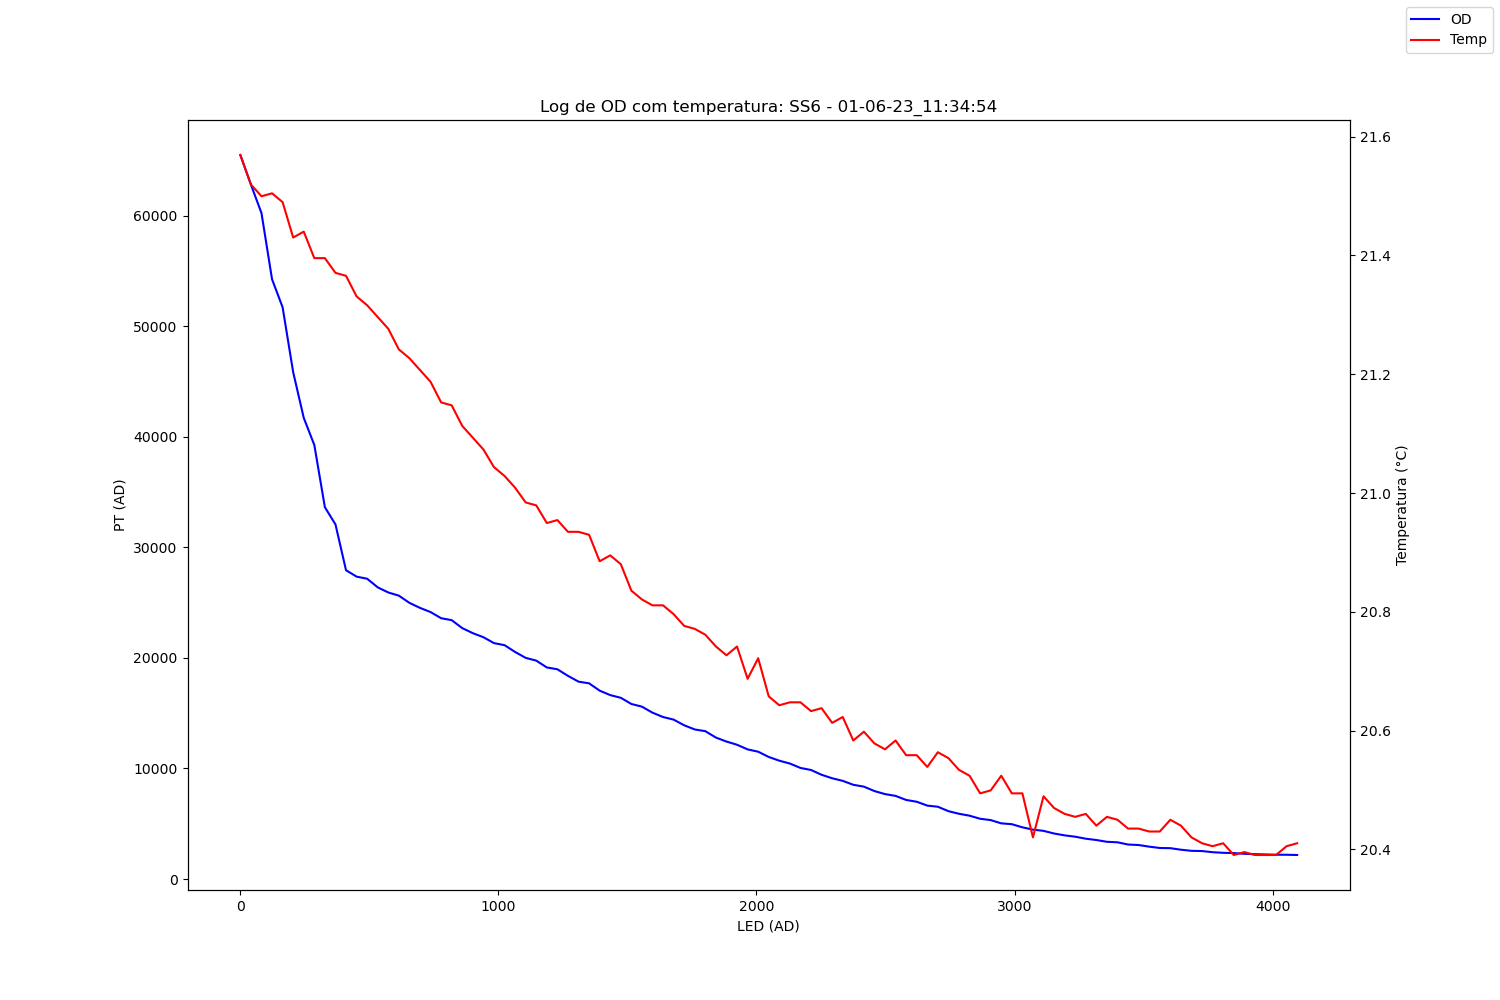 OD
Temp
Log de OD com temperatura: SS6 - 01-06-23_11:34:54
60000
50000
40000
30000
20000
10000
0
PT (AD)
21.6
21.4
21.2
21.0
20.8
20.6
20.4
Temperatura (°C)
0 1000 2000 3000 4000
LED (AD)